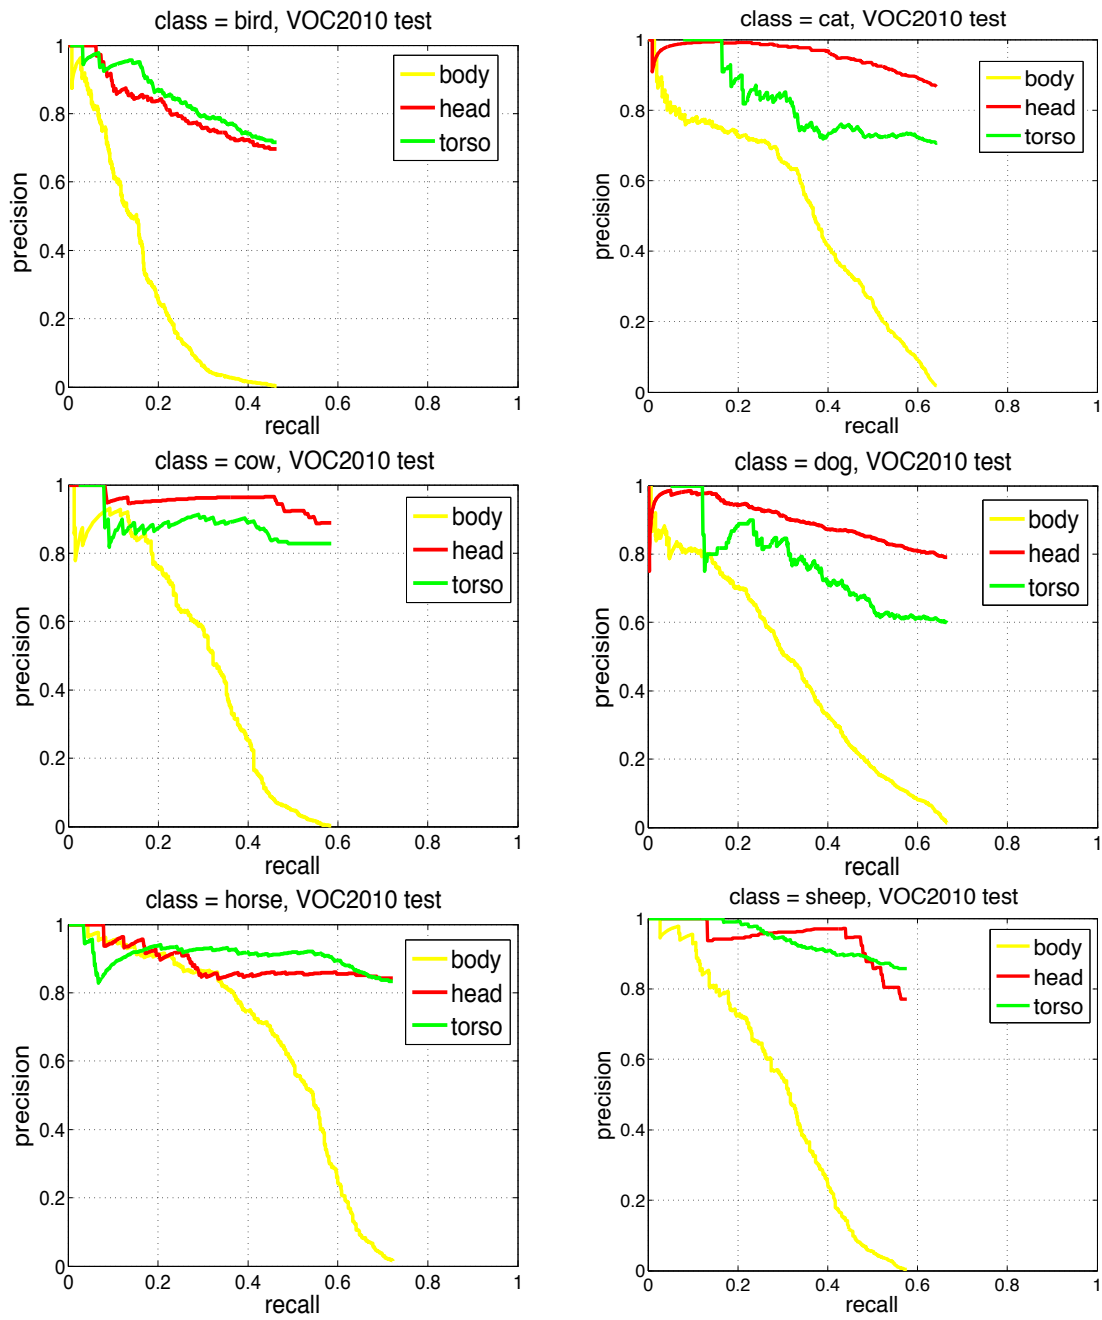 class = bird, VOC2010 test
1
0.8
0.6
0.4
0.2
0
0 0.2 0.4 0.6 0.8 1
precision
recall
body
head
torso
class = cat, VOC2010 test
1
0.8
0.6
0.4
0.2
0
0 0.2 0.4 0.6 0.8 1
precision
recall
body
head
torso
class = cow, VOC2010 test
1
0.8
0.6
0.4
0.2
0
0 0.2 0.4 0.6 0.8 1
precision
recall
body
head
torso
class = dog, VOC2010 test
1
0.8
0.6
0.4
0.2
0
0 0.2 0.4 0.6 0.8 1
precision
recall
body
head
torso
class = horse, VOC2010 test
1
0.8
0.6
0.4
0.2
0
0 0.2 0.4 0.6 0.8 1
precision
recall
body
head
torso
class = sheep, VOC2010 test
1
0.8
0.6
0.4
0.2
0
0 0.2 0.4 0.6 0.8 1
precision
recall
body
head
torso